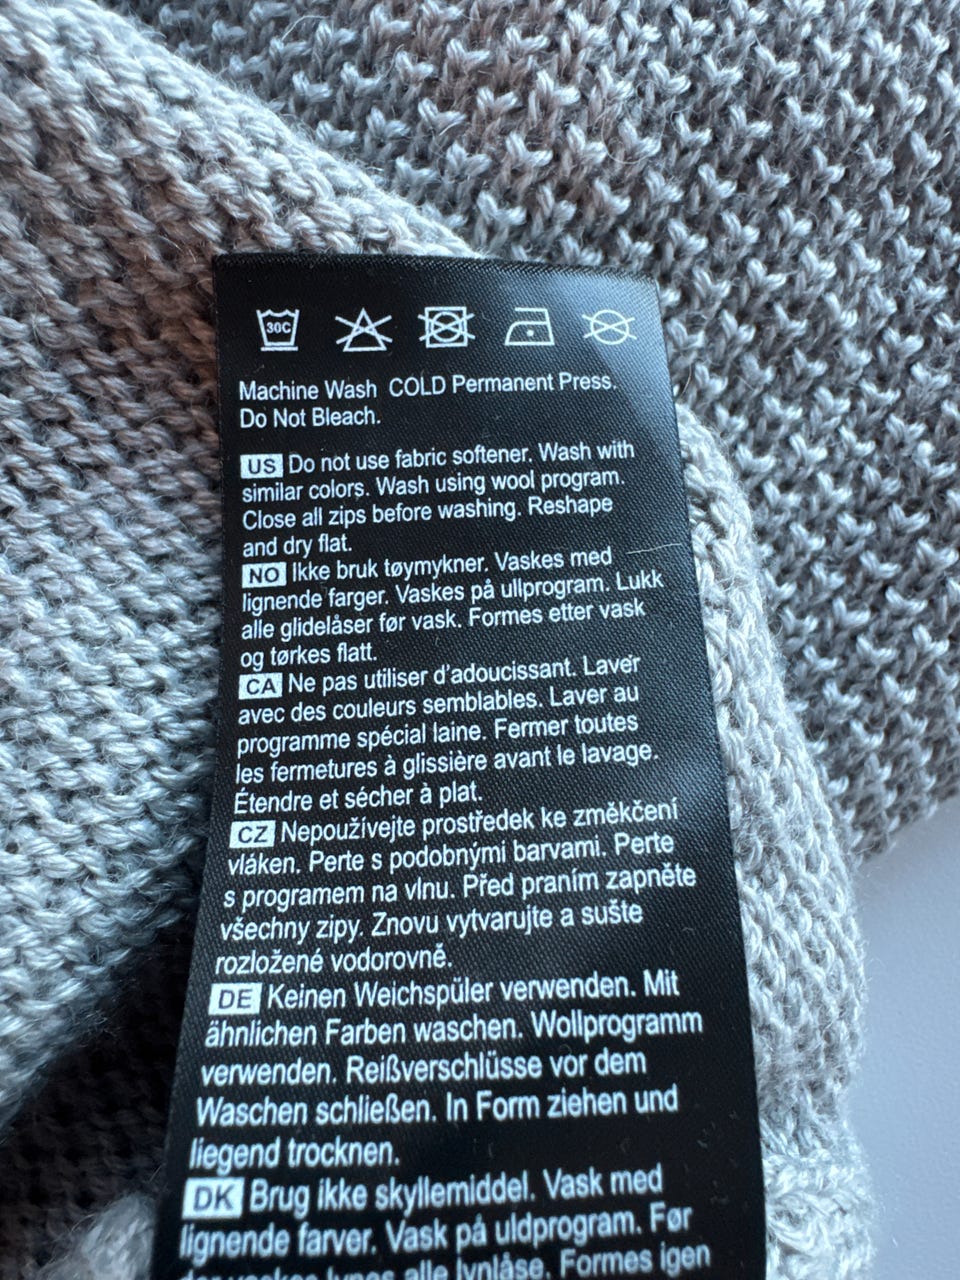 30C
Machine Wash COLD Permanent Press.
Do Not Bleach.
US Do not use fabric softener. Wash with
similar colors. Wash using wool program.
Close all zips before washing. Reshape
and dry flat.
NO Ikke bruk tøymykner. Vaskes med
lignende farger. Vaskes på ullprogram. Lukk
alle glidelåser før vask. Formes etter vask
og tørkes flatt.
CA Ne pas utiliser d'adoucissant. Laver
avec des couleurs semblables. Laver au
programme spécial laine. Fermer toutes
les fermetures à glissière avant le lavage.
Étendre et sécher à plat.
CZ Nepoužívejte prostředek ke změkčení
vláken. Perte s podobnými barvami. Perte
s programem na vlnu. Před praním zapněte
všechny zipy. Znovu vytvarujte a sušte
rozložené vodorovně.
DE Keinen Weichspüler verwenden. Mit
ähnlichen Farben waschen. Wollprogramm
verwenden. Reißverschlüsse vor dem
Waschen schließen. In Form ziehen und
liegend trocknen.
DK Brug ikke skyllemiddel. Vask med
lignende farver. Vask på uldprogram. Før
der vaskes lynes alle lynlåse. Formes igen